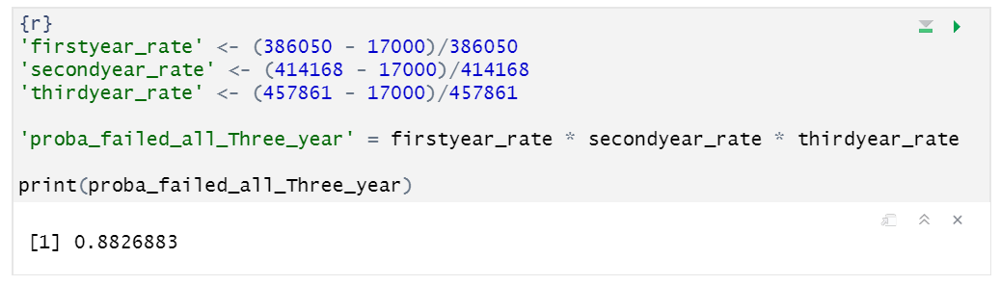 {r}
'firstyear_rate' <- (386050 - 17000)/386050
'secondyear_rate' <- (414168 - 17000)/414168
'thirdyear_rate' <- (457861 - 17000)/457861
'proba_failed_all_Three_year' = firstyear_rate * secondyear_rate * thirdyear_rate
print(proba_failed_all_Three_year)
[1] 0.8826883